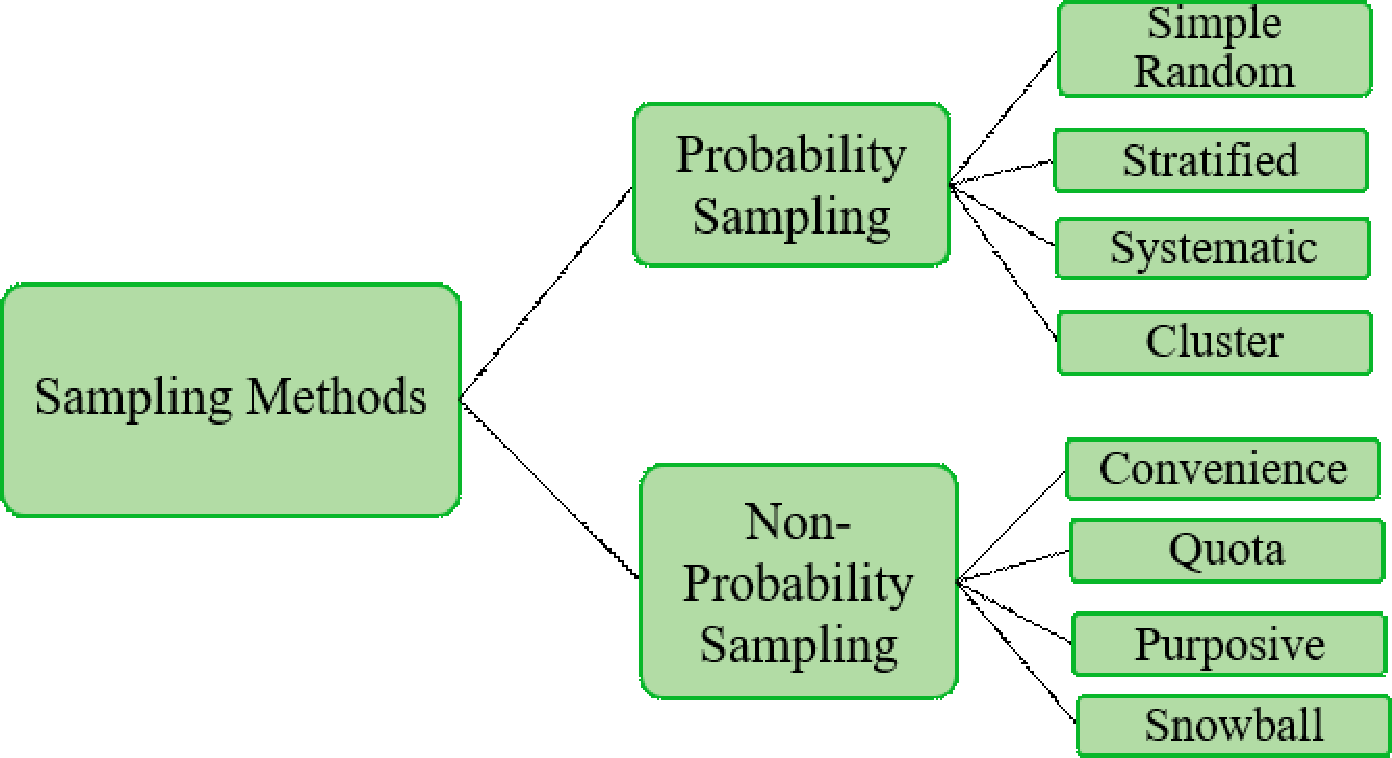 Sampling Methods
Probability
Sampling
Simple
Random
Stratified
Systematic
Cluster
Non-
Probability
Sampling
Convenience
Quota
Purposive
Snowball